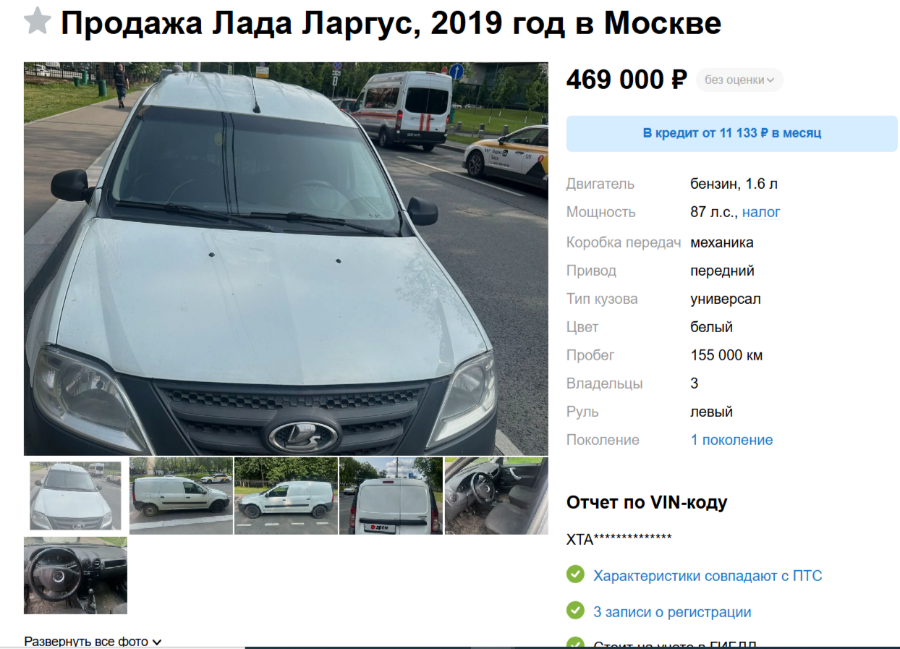 Продажа Лада Ларгус, 2019 год в Москве
469 000 ₽ без оценки
В кредит от 11 133 ₽ в месяц
Двигатель бензин, 1.6 л
Мощность 87 л.с., налог
Коробка передач механика
Привод передний
Тип кузова универсал
Цвет белый
Пробег 155 000 км
Владельцы 3
Руль левый
Поколение 1 поколение
Отчет по VIN-коду
XTA**************
Характеристики совпадают с ПТС
3 записи о регистрации
Стоит на учете в ГИБДД
Развернуть все фото